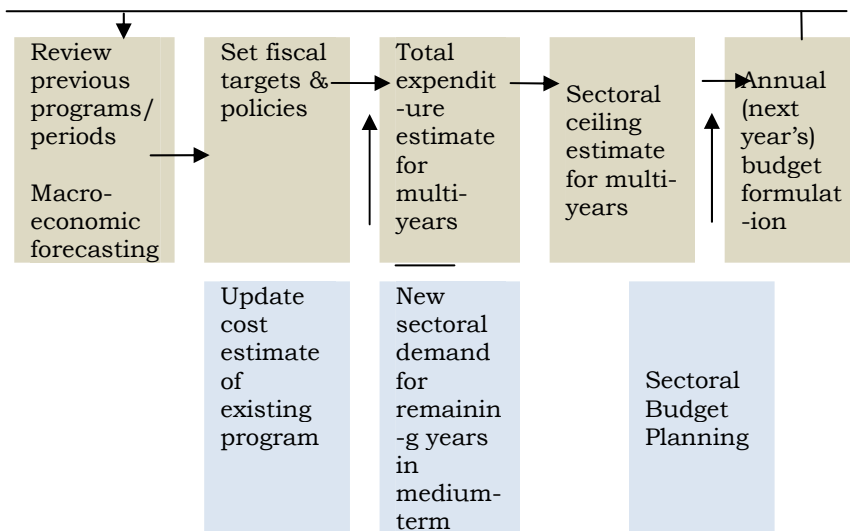 Review
previous
programs/
periods
Macro-
economic
forecasting
Set fiscal
targets &
policies
Total
expendit
-ure
estimate
for
multi-
years
Sectoral
ceiling
estimate
for multi-
years
Annual
(next
year's)
budget
formulat
-ion
Update
cost
estimate
of
existing
program
New
sectoral
demand
for
remainin
-g years
in
medium-
term
Sectoral
Budget
Planning